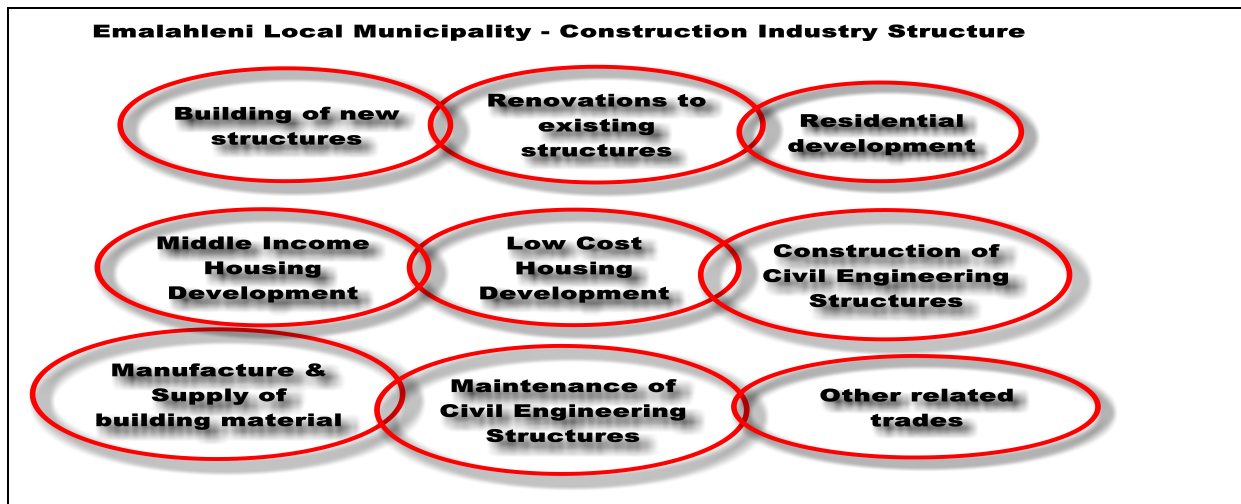 Emalahleni Local Municipality - Construction Industry Structure
Building of new
structures
Renovations to
existing
structures
Residential
development
Middle Income
Housing
Development
Low Cost
Housing
Development
Construction of
Civil Engineering
Structures
Manufacture &
Supply of
building material
Maintenance of
Civil Engineering
Structures
Other related
trades